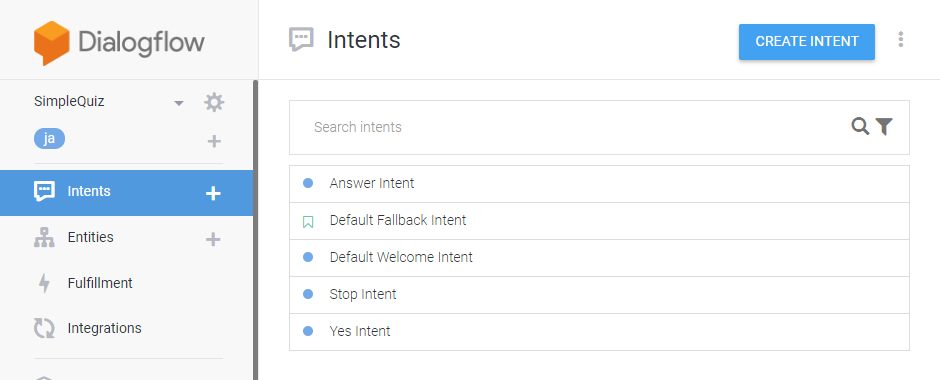 Dialogflow
Intents
CREATE INTENT
SimpleQuiz
ja
Intents
Entities
Fulfillment
Integrations
Search intents
Answer Intent
Default Fallback Intent
Default Welcome Intent
Stop Intent
Yes Intent